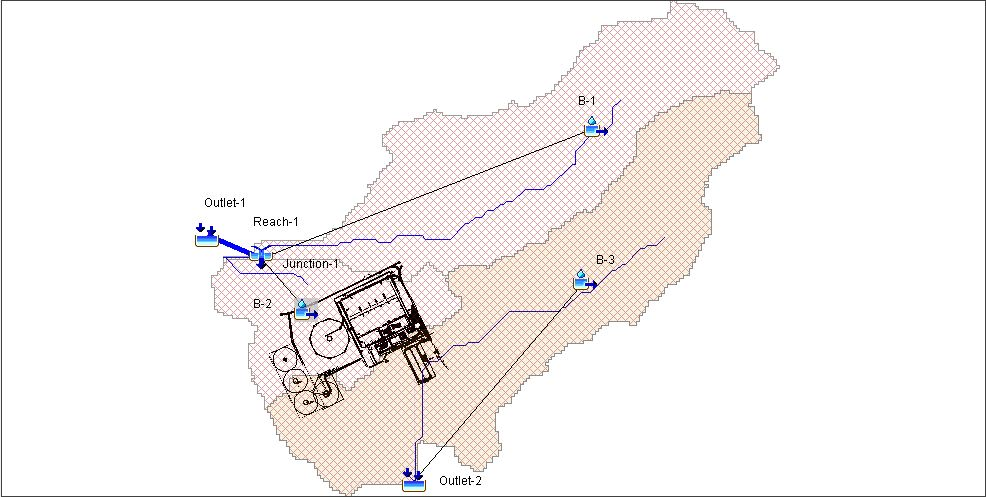 B-1
Outlet-1
Reach-1
Junction-1
B-3
B-2
Outlet-2